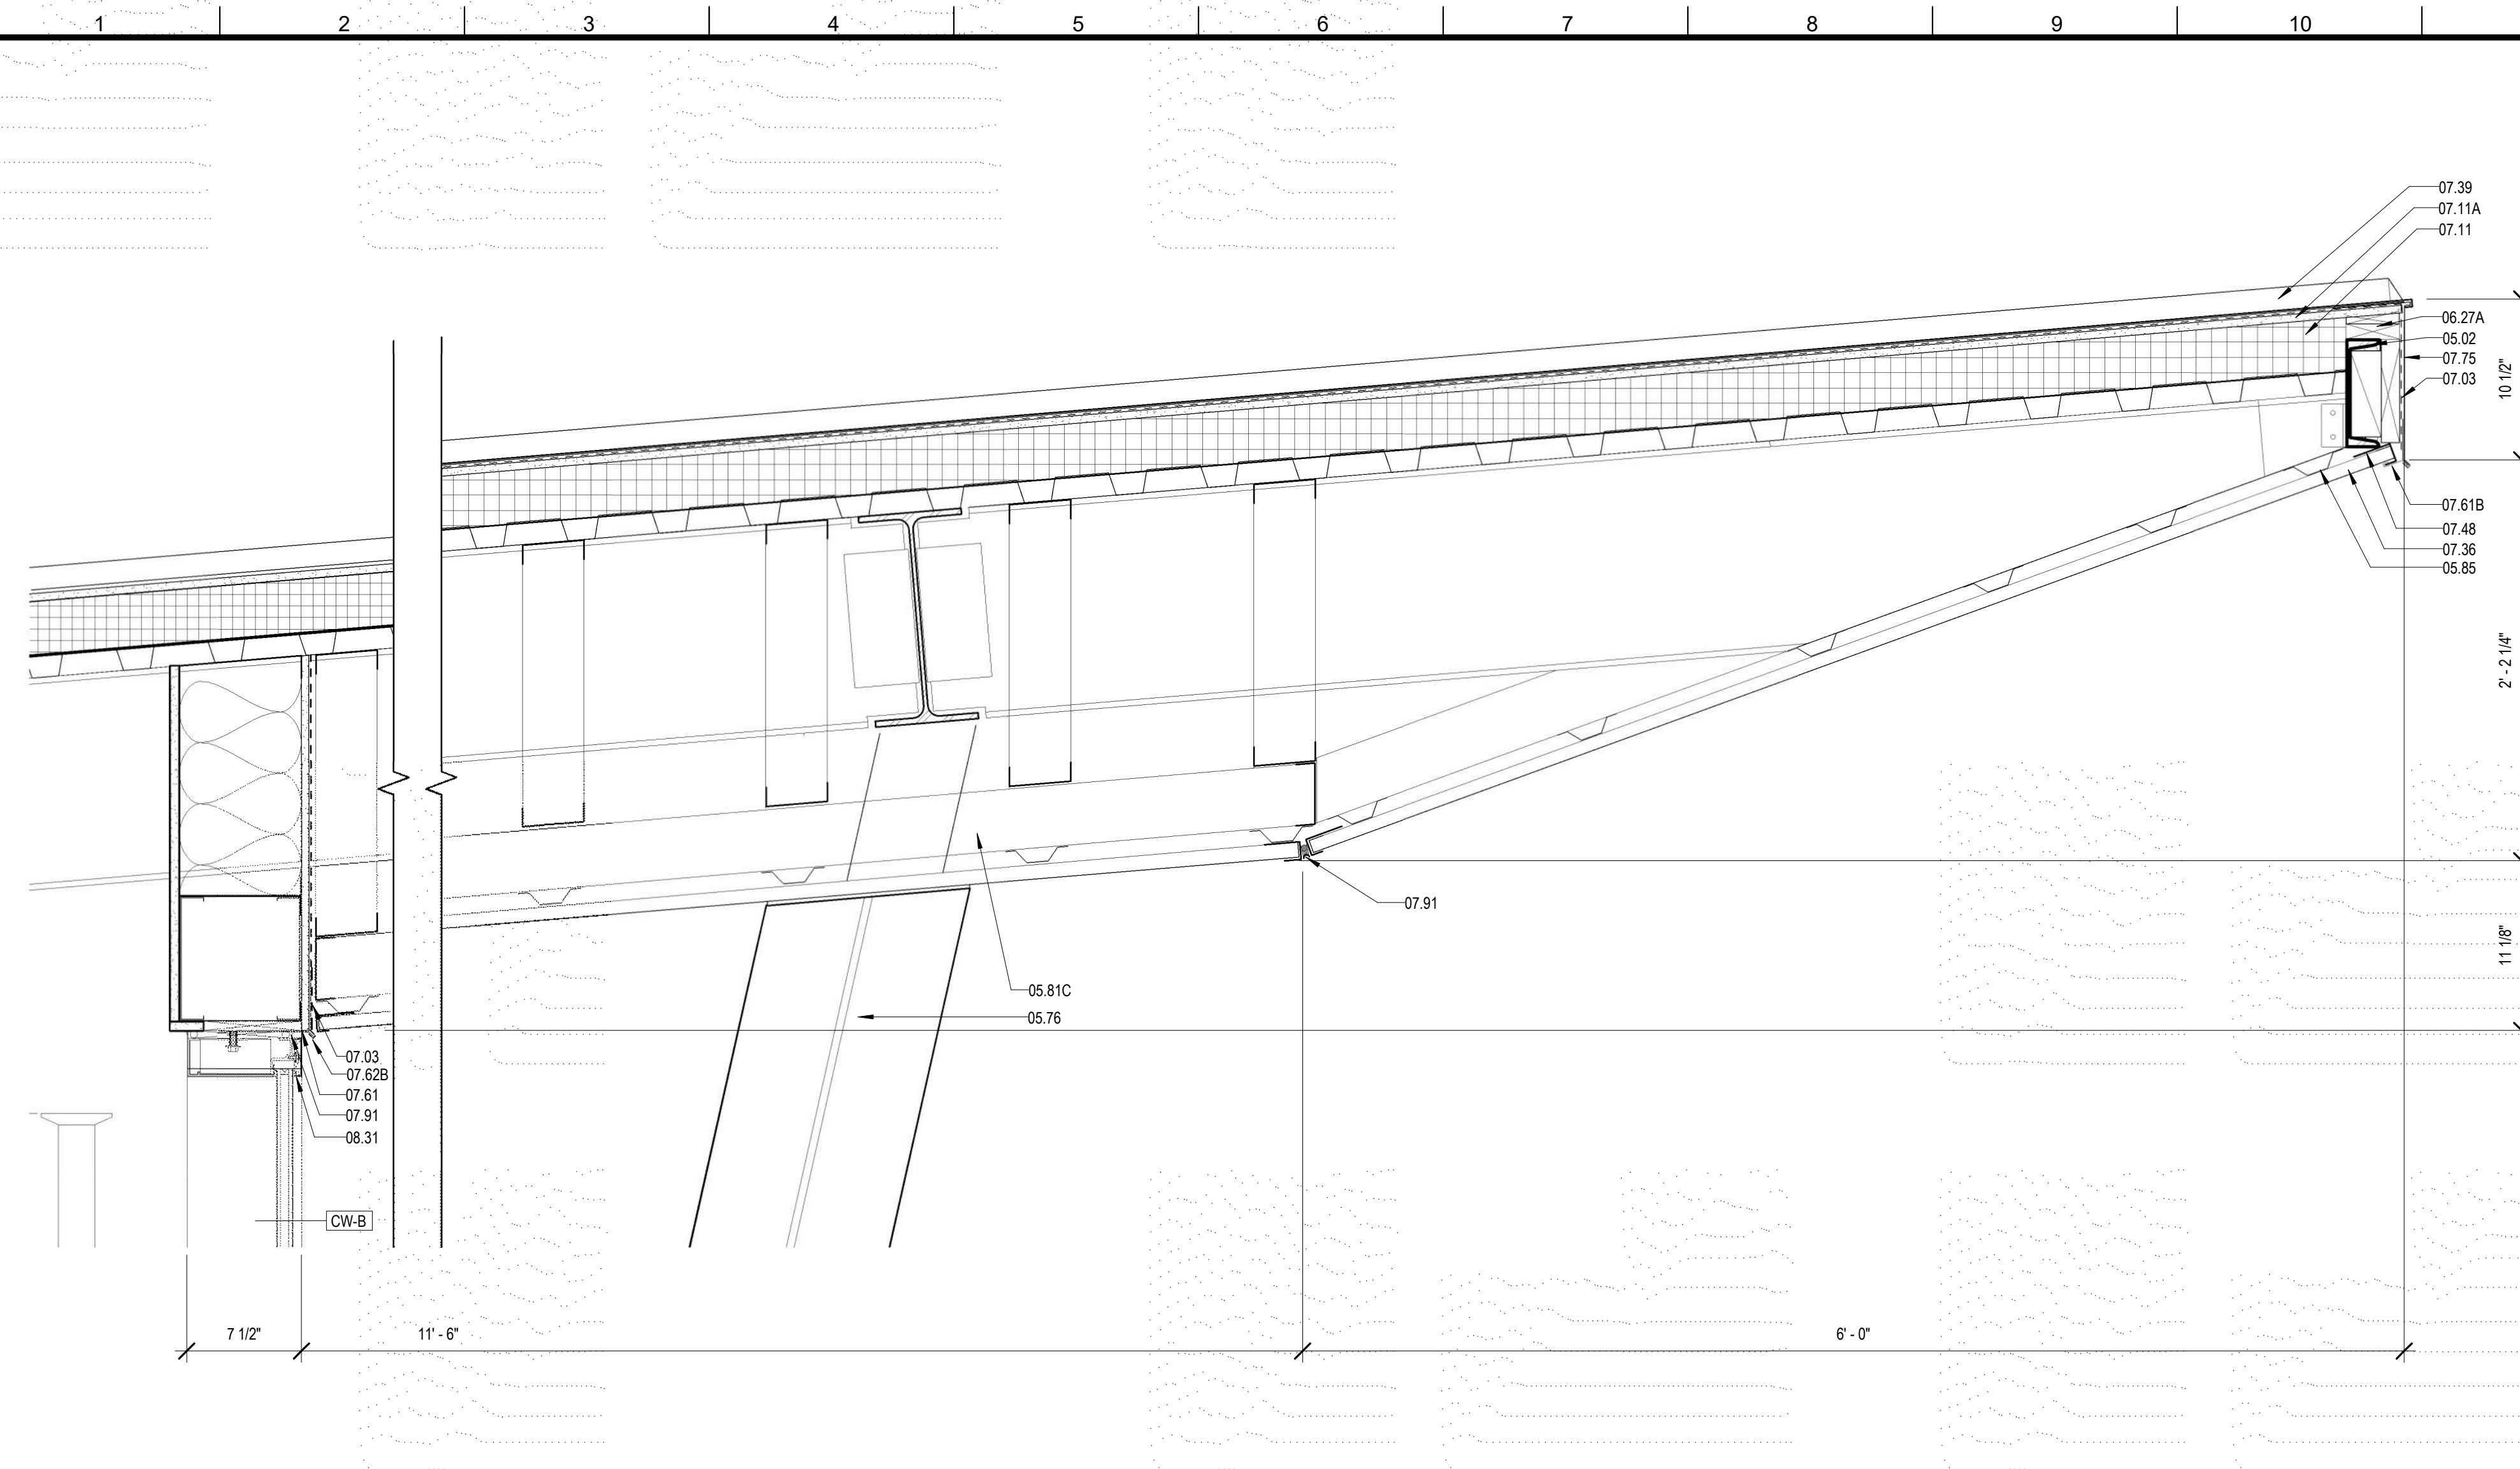 1 2 3 4 5 6 7 8 9 10
07.39
07.11A
07.11
06.27A
05.02
07.75
07.03
10 1/2"
07.61B
07.48
07.36
05.85
2' - 2 1/4"
07.91
11 1/8"
05.81C
05.76
07.03
07.62B
07.61
07.91
08.31
CW-B
7 1/2" 11' - 6" 6' - 0"